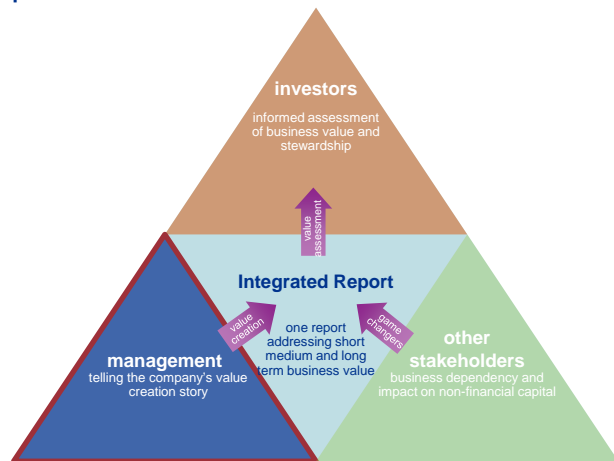 investors
informed assessment
of business value and
stewardship
value
assessment
Integrated Report
value
creation
game
changers
one report
addressing short
medium and long
term business value
management
telling the company's value
creation story
other
stakeholders
business dependency and
impact on non-financial capital